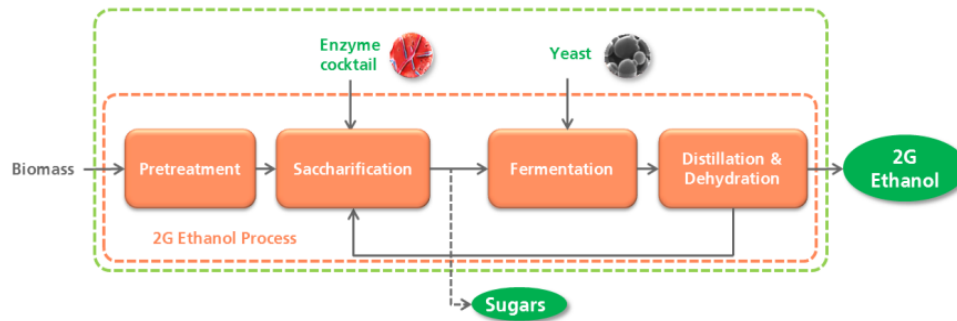 Enzyme
cocktail
Yeast
Biomass
Pretreatment
Saccharification
Fermentation
Distillation &
Dehydration
2G
Ethanol
2G Ethanol Process
Sugars